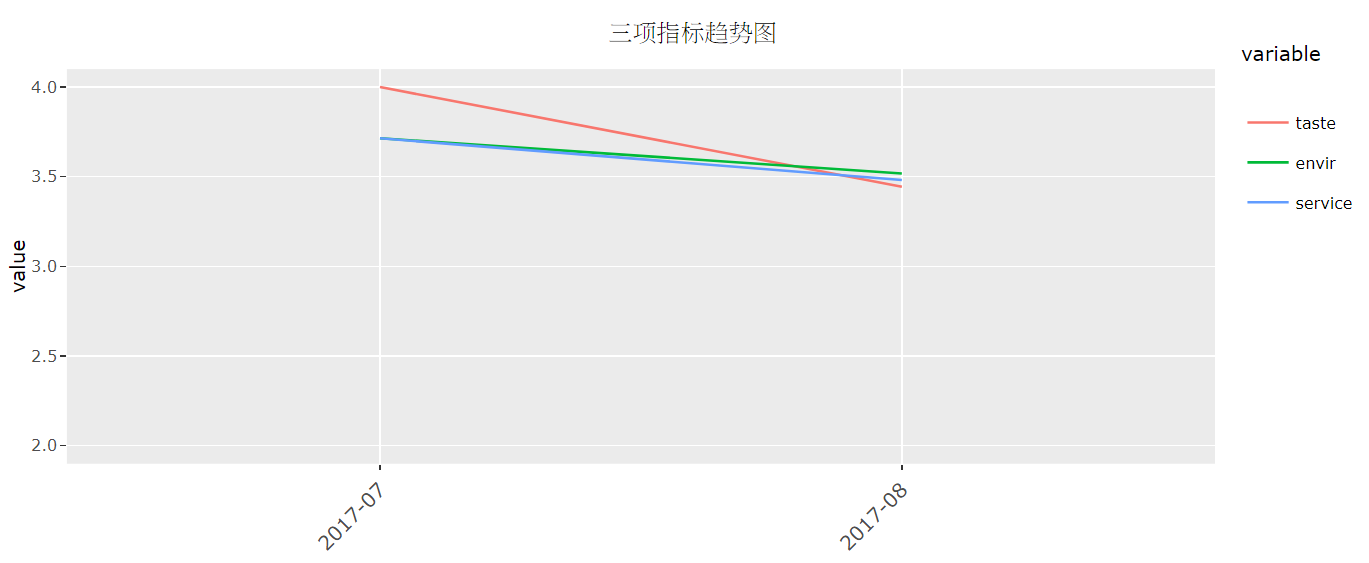 三项指标趋势图
variable
taste
envir
service
value
4.0
3.5
3.0
2.5
2.0
2017-07
2017-08